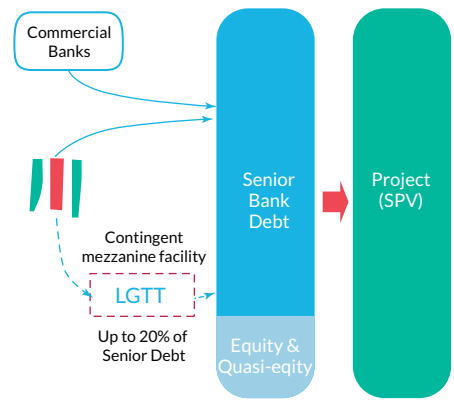 Commercial
Banks
Senior
Bank
Debt
Project
(SPV)
Contingent
mezzanine facility
LGTT
Up to 20% of
Senior Debt
Equity &
Quasi-eqity